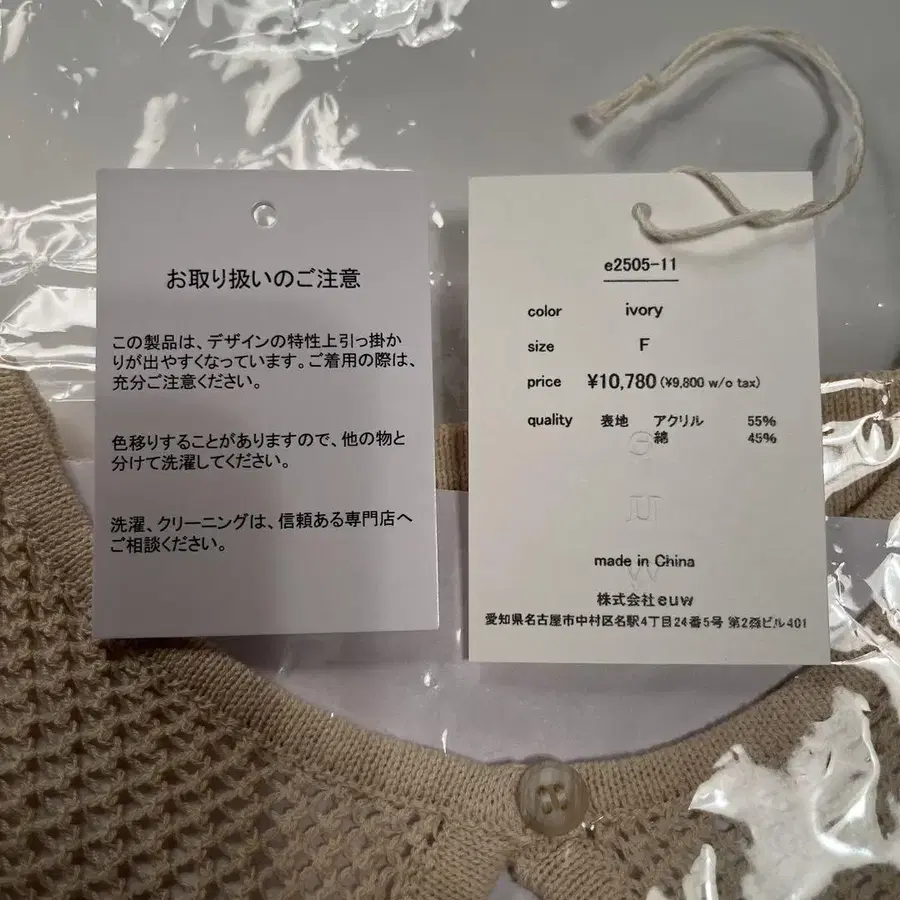 お取り扱いのご注意
この製品は、デザインの特性上引っ掛か
りが出やすくなっています。ご着用の際は、
充分ご注意ください。
色移りすることがありますので、他の物と
分けて洗濯してください。
洗濯、クリーニングは、信頼ある専門店へ
ご相談ください。
e2505-11
color ivory
size F
price ¥10,780 (¥9,800 w/o tax)
quality 表地 アクリル 55%
綿 45%
e
u
w
made in China
株式会社euw
愛知県名古屋市中村区名駅4丁目24番5号 第2森ビル401